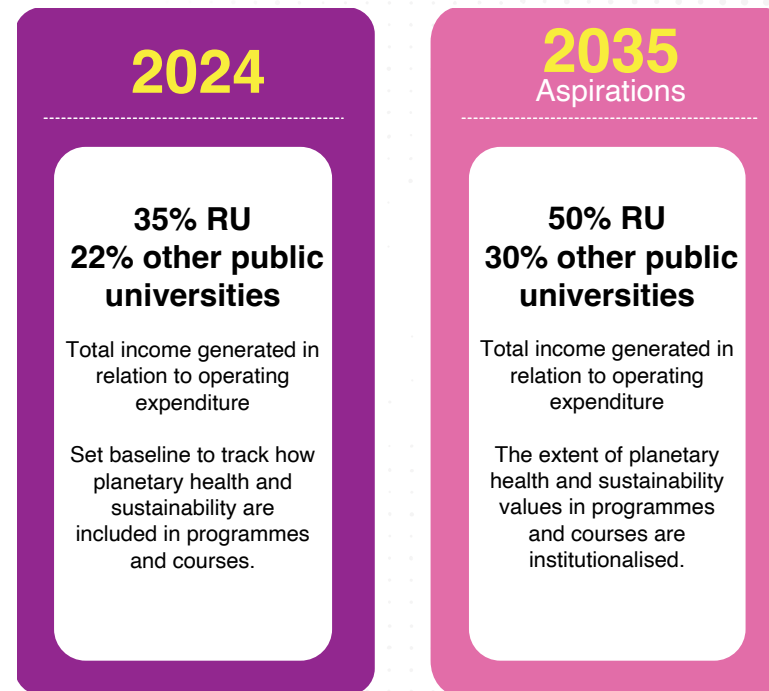 2024
35% RU
22% other public
universities
Total income generated in
relation to operating
expenditure
Set baseline to track how
planetary health and
sustainability are
included in programmes
and courses.
2035
Aspirations
50% RU
30% other public
universities
Total income generated in
relation to operating
expenditure
The extent of planetary
health and sustainability
values in programmes
and courses are
institutionalised.